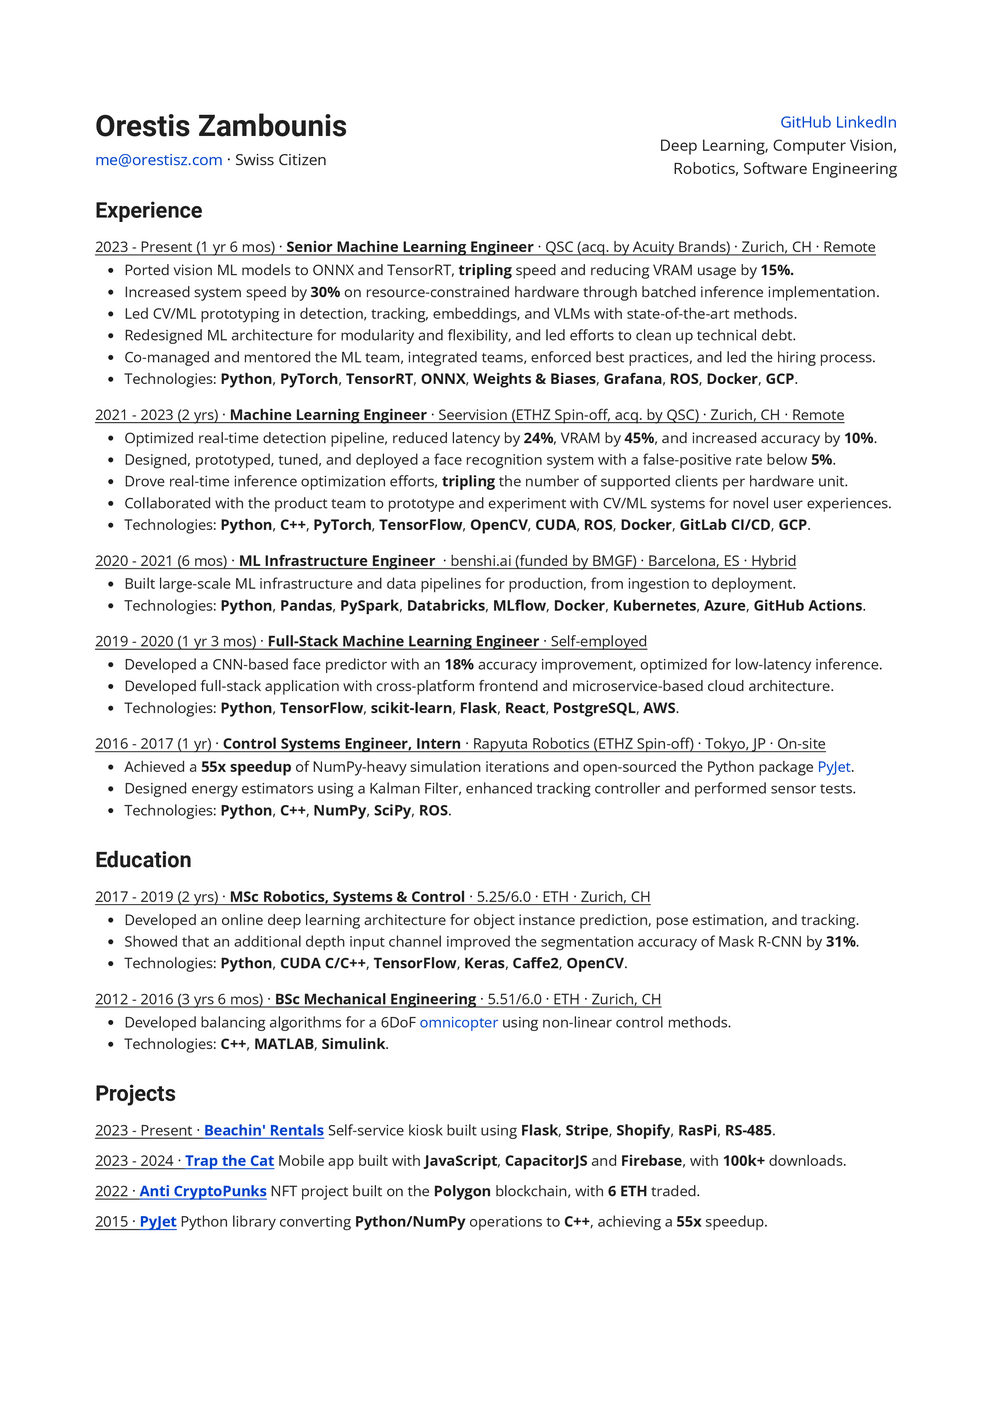 Orestis Zambounis
me@orestisz.com · Swiss Citizen
GitHub LinkedIn
Deep Learning, Computer Vision,
Robotics, Software Engineering
Experience
2023 - Present (1 yr 6 mos) · Senior Machine Learning Engineer · QSC (acq. by Acuity Brands) · Zurich, CH · Remote
• Ported vision ML models to ONNX and TensorRT, tripling speed and reducing VRAM usage by 15%.
• Increased system speed by 30% on resource-constrained hardware through batched inference implementation.
• Led CV/ML prototyping in detection, tracking, embeddings, and VLMs with state-of-the-art methods.
• Redesigned ML architecture for modularity and flexibility, and led efforts to clean up technical debt.
• Co-managed and mentored the ML team, integrated teams, enforced best practices, and led the hiring process.
• Technologies: Python, PyTorch, TensorRT, ONNX, Weights & Biases, Grafana, ROS, Docker, GCP.
2021 - 2023 (2 yrs) · Machine Learning Engineer · Seervision (ETHZ Spin-off, acq. by QSC) · Zurich, CH · Remote
• Optimized real-time detection pipeline, reduced latency by 24%, VRAM by 45%, and increased accuracy by 10%.
• Designed, prototyped, tuned, and deployed a face recognition system with a false-positive rate below 5%.
• Drove real-time inference optimization efforts, tripling the number of supported clients per hardware unit.
• Collaborated with the product team to prototype and experiment with CV/ML systems for novel user experiences.
• Technologies: Python, C++, PyTorch, TensorFlow, OpenCV, CUDA, ROS, Docker, GitLab CI/CD, GCP.
2020 - 2021 (6 mos) · ML Infrastructure Engineer · benshi.ai (funded by BMGF) · Barcelona, ES · Hybrid
• Built large-scale ML infrastructure and data pipelines for production, from ingestion to deployment.
• Technologies: Python, Pandas, PySpark, Databricks, MLflow, Docker, Kubernetes, Azure, GitHub Actions.
2019 - 2020 (1 yr 3 mos) · Full-Stack Machine Learning Engineer · Self-employed
• Developed a CNN-based face predictor with an 18% accuracy improvement, optimized for low-latency inference.
• Developed full-stack application with cross-platform frontend and microservice-based cloud architecture.
• Technologies: Python, TensorFlow, scikit-learn, Flask, React, PostgreSQL, AWS.
2016 - 2017 (1 yr) · Control Systems Engineer, Intern · Rapyuta Robotics (ETHZ Spin-off) · Tokyo, JP · On-site
• Achieved a 55x speedup of NumPy-heavy simulation iterations and open-sourced the Python package PyJet.
• Designed energy estimators using a Kalman Filter, enhanced tracking controller and performed sensor tests.
• Technologies: Python, C++, NumPy, SciPy, ROS.
Education
2017 - 2019 (2 yrs) · MSc Robotics, Systems & Control · 5.25/6.0 · ETH · Zurich, CH
• Developed an online deep learning architecture for object instance prediction, pose estimation, and tracking.
• Showed that an additional depth input channel improved the segmentation accuracy of Mask R-CNN by 31%.
• Technologies: Python, CUDA C/C++, TensorFlow, Keras, Caffe2, OpenCV.
2012 - 2016 (3 yrs 6 mos) · BSc Mechanical Engineering · 5.51/6.0 · ETH · Zurich, CH
• Developed balancing algorithms for a 6DoF omnicopter using non-linear control methods.
• Technologies: C++, MATLAB, Simulink.
Projects
2023 - Present · Beachin' Rentals Self-service kiosk built using Flask, Stripe, Shopify, RasPi, RS-485.
2023 - 2024 · Trap the Cat Mobile app built with JavaScript, CapacitorJS and Firebase, with 100k+ downloads.
2022 · Anti CryptoPunks NFT project built on the Polygon blockchain, with 6 ETH traded.
2015 · PyJet Python library converting Python/NumPy operations to C++, achieving a 55x speedup.